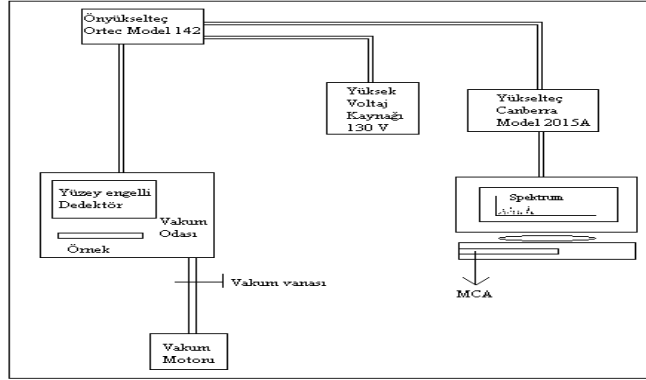 Önyükselteç
Ortec Model 142
Yüksek
Voltaj
Kaynağı
130 V
Yükselteç
Canberra
Model 2015A
Yüzey engelli
Dedektör
Vakum
Odası
Örnek
Spektrum
Vakum vanası
MCA
Vakum
Motoru